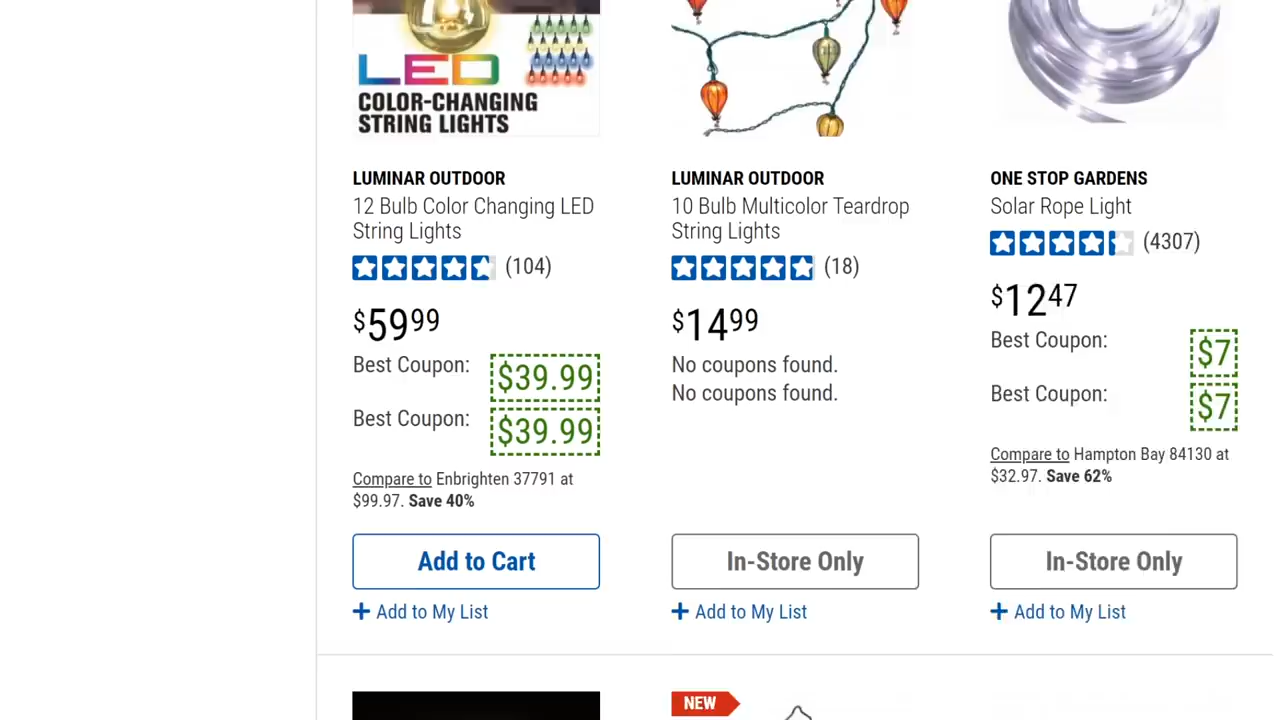 LED
COLOR-CHANGING
STRING LIGHTS
LUMINAR OUTDOOR
12 Bulb Color Changing LED
String Lights
(104)
$59 99
Best Coupon:
$39.99
Best Coupon:
$39.99
Compare to Enbrighten 37791 at
$99.97. Save 40%
Add to Cart
+ Add to My List
LUMINAR OUTDOOR
10 Bulb Multicolor Teardrop
String Lights
(18)
$14 99
No coupons found.
No coupons found.
In-Store Only
+ Add to My List
ONE STOP GARDENS
Solar Rope Light
(4307)
$12 47
Best Coupon:
$7
Best Coupon:
$7
Compare to Hampton Bay 84130 at
$32.97. Save 62%
In-Store Only
+ Add to My List
NEW